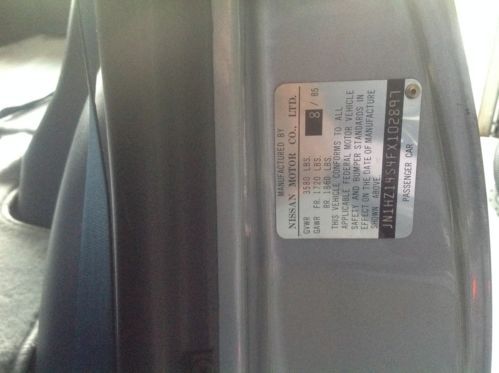 MANUFACTURED BY
NISSAN MOTOR CO., LTD.
8 / 85
GVWR 3580 LBS.
GAWR FR. 1720 LBS.
RR. 1860 LBS.
THIS VEHICLE CONFORMS TO ALL
APPLICABLE FEDERAL MOTOR VEHICLE
SAFETY AND BUMPER STANDARDS IN
EFFECT ON THE DATE OF MANUFACTURE
SHOWN ABOVE.
JN1HZ14S4FX102897
PASSENGER CAR